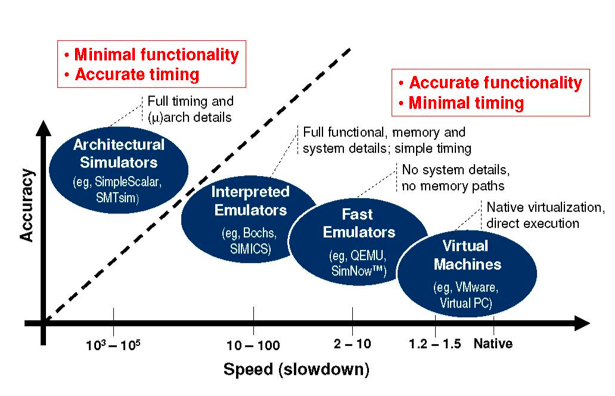 • Minimal functionality
• Accurate timing
• Accurate functionality
• Minimal timing
Full timing and
(μ)arch details
Full functional, memory and
system details; simple timing
No system details,
no memory paths
Native virtualization,
direct execution
Architectural
Simulators
(eg, SimpleScalar,
SMTsim)
Interpreted
Emulators
(eg, Bochs,
SIMICS)
Fast
Emulators
(eg, QEMU,
SimNow™)
Virtual
Machines
(eg, VMware,
Virtual PC)
Accuracy
10³ – 10⁵
10 – 100
2 – 10
1.2 – 1.5
Native
Speed (slowdown)